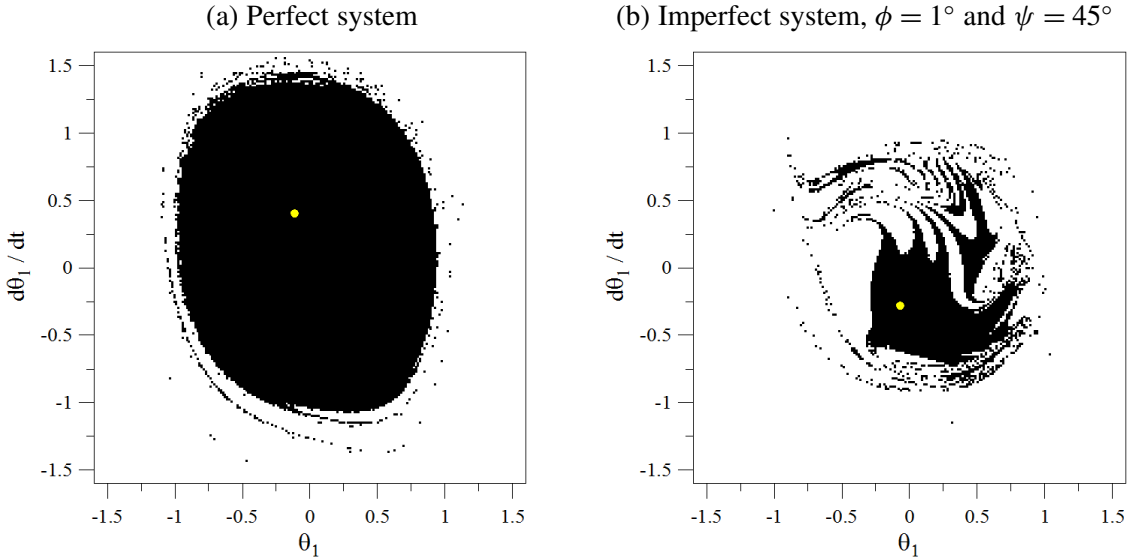 (a) Perfect system
1.5
1
0.5
0
-0.5
-1
-1.5
dθ₁ / dt
-1.5 -1 -0.5 0 0.5 1 1.5
θ₁
(b) Imperfect system, ϕ = 1° and ψ = 45°
1.5
1
0.5
0
-0.5
-1
-1.5
dθ₁ / dt
-1.5 -1 -0.5 0 0.5 1 1.5
θ₁